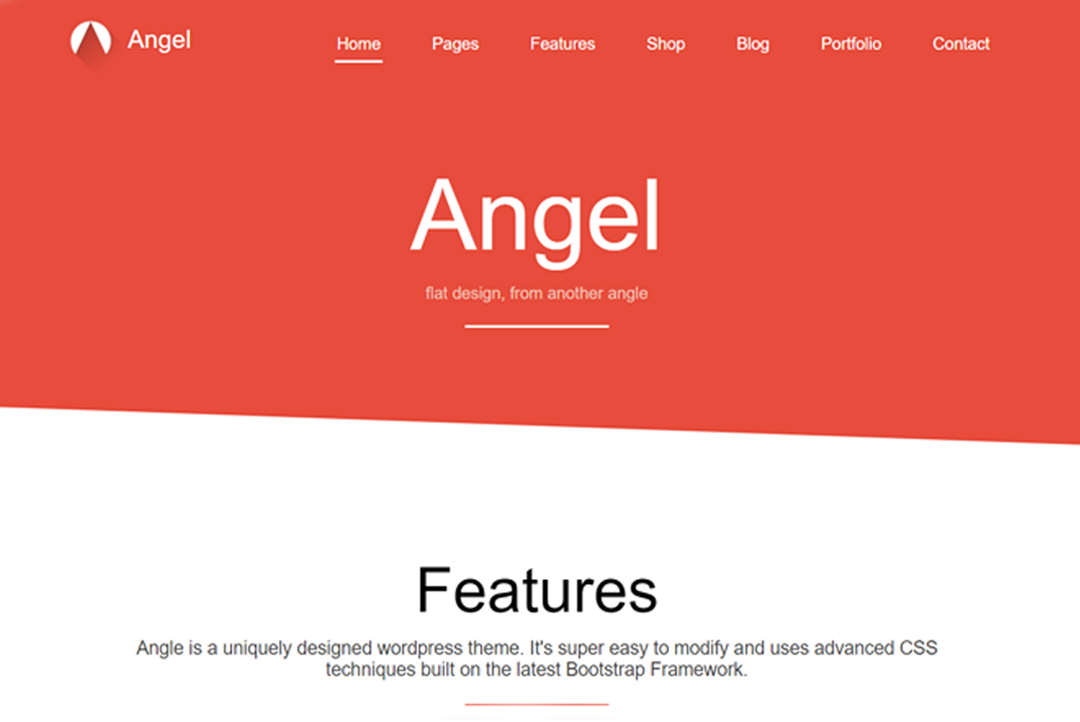 Angel
Home Pages Features Shop Blog Portfolio Contact
Angel
flat design, from another angle
Features
Angle is a uniquely designed wordpress theme. It's super easy to modify and uses advanced CSS
techniques built on the latest Bootstrap Framework.